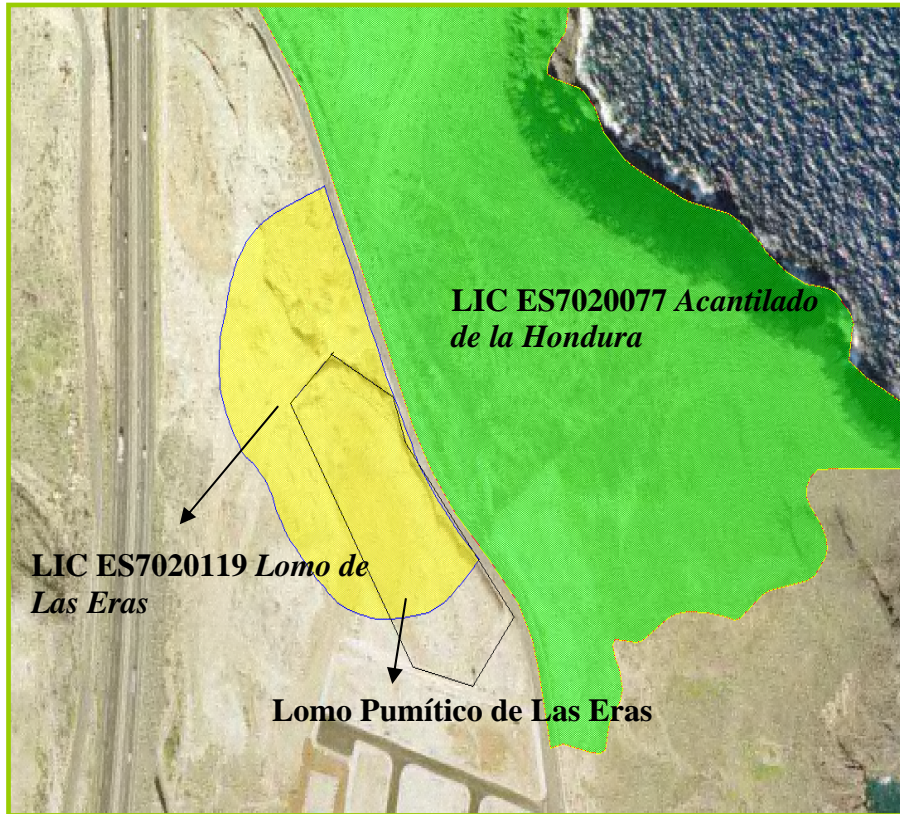 LIC ES7020077 Acantilado
de la Hondura
LIC ES7020119 Lomo de
Las Eras
Lomo Pumítico de Las Eras